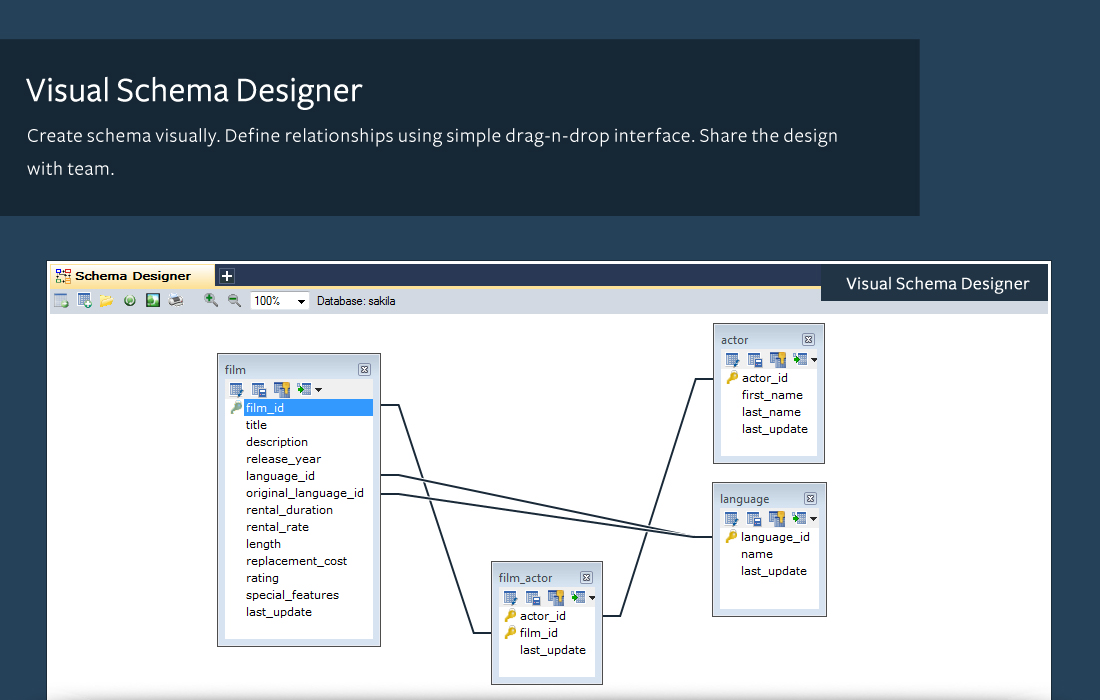 Visual Schema Designer
Create schema visually. Define relationships using simple drag-n-drop interface. Share the design
with team.
Schema Designer
Visual Schema Designer
100%
Database: sakila
film
film_id
title
description
release_year
language_id
original_language_id
rental_duration
rental_rate
length
replacement_cost
rating
special_features
last_update
film_actor
actor_id
film_id
last_update
actor
actor_id
first_name
last_name
last_update
language
language_id
name
last_update